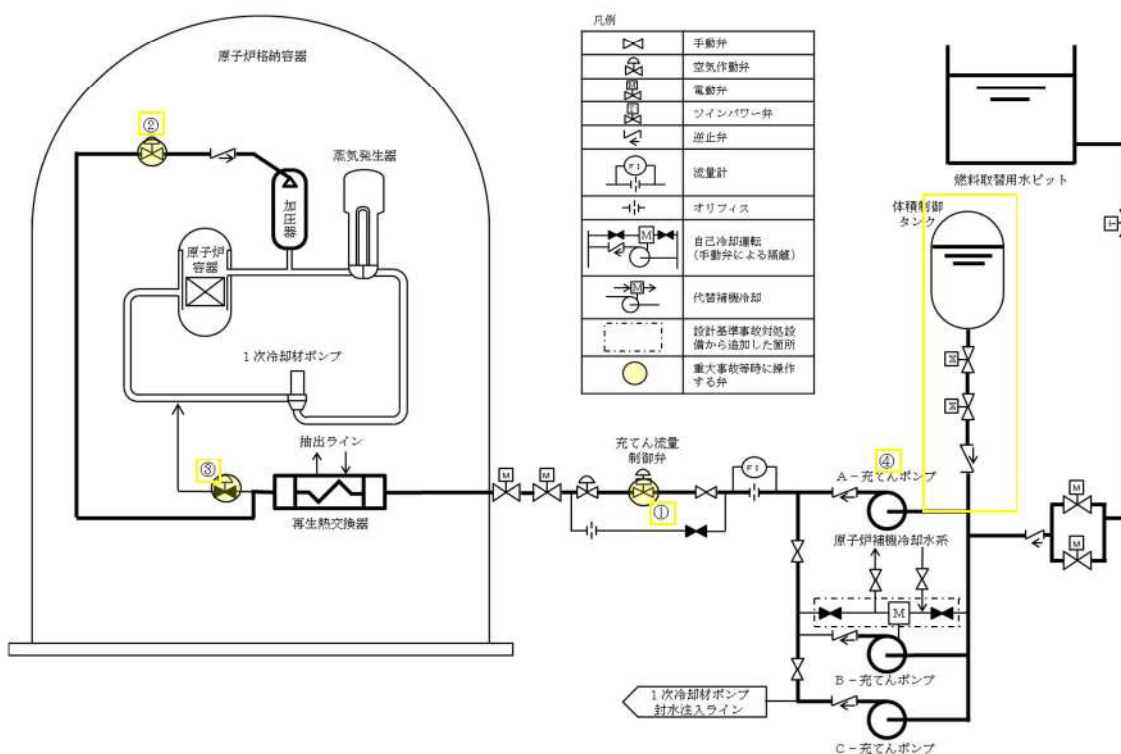 原子炉格納容器
②
加圧器
蒸気発生器
原子炉
容器
1次冷却材ポンプ
抽出ライン
③
再生熱交換器
凡例
手動弁
空気作動弁
M
電動弁
ツインパワー弁
逆止弁
FI
流量計
オリフィス
M
自己冷却運転
(手動弁による隔離)
M
代替補機冷却
設計基準事故対処設
備から追加した箇所
重大事故等時に操作
する弁
燃料取替用水ピット
体積制御
タンク
M
M
充てん流量
制御弁
①
M
M
FI
④
A-充てんポンプ
原子炉補機冷却水系
M
B-充てんポンプ
1次冷却材ポンプ
封水注入ライン
C-充てんポンプ
M
M